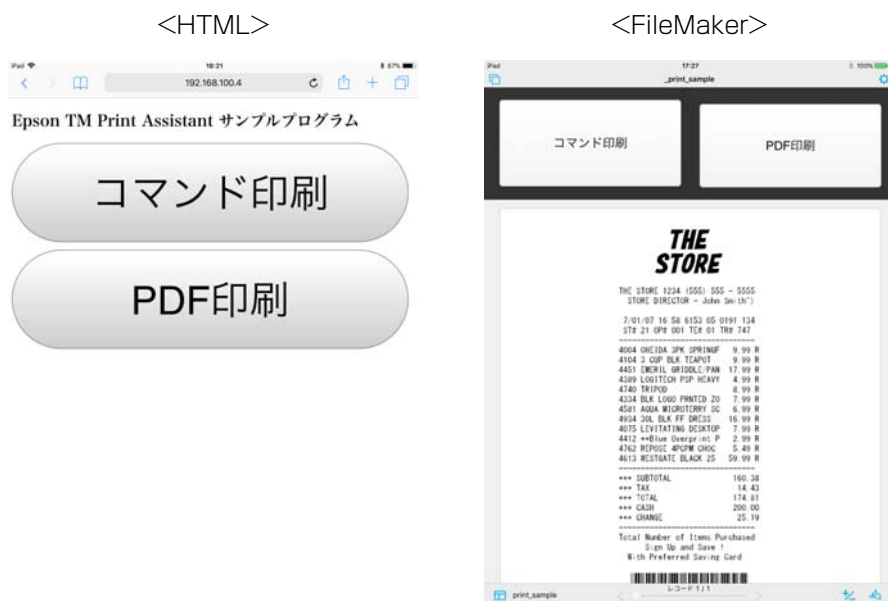 <HTML>
iPad
18:21
87%
192.168.100.4
Epson TM Print Assistant サンプルプログラム
コマンド印刷
PDF印刷
<FileMaker>
iPad
17:27
100%
_print_sample
コマンド印刷
PDF印刷
THE
STORE
THE STORE 1234 (555) 555 - 5555
STORE DIRECTOR - John Smith")
7/01/07 16 58 6153 05 0191 134
ST# 21 OP# 001 TE# 01 TR# 747
4004 OHEIDA 3PK SPRINGF 9.99 R
4104 3 CUP BLK TEAPOT 9.99 R
4451 EMERIL GRIDDLE/PAN 17.99 R
4389 LOGITECH PSP HEAVY 4.99 R
4740 TRIPOD 8.99 R
4334 BLK LOGO PRNTED ZO 7.99 R
4581 AQUA MICROTERRY SC 6.99 R
4934 30L BLK FF DRESS 16.99 R
4075 LEVITATING DESKTOP 7.99 R
4412 **Blue Overprint P 2.99 R
4762 REPOSE 4PCPM CHOC 5.49 R
4613 WESTGATE BLACK 25 59.99 R
*** SUBTOTAL 160.38
*** TAX 14.43
*** TOTAL 174.81
*** CASH 200.00
*** CHANGE 25.19
Total Number of Items Purchased
Sign Up and Save !
With Preferred Saving Card
print_sample
レコード 1 / 1